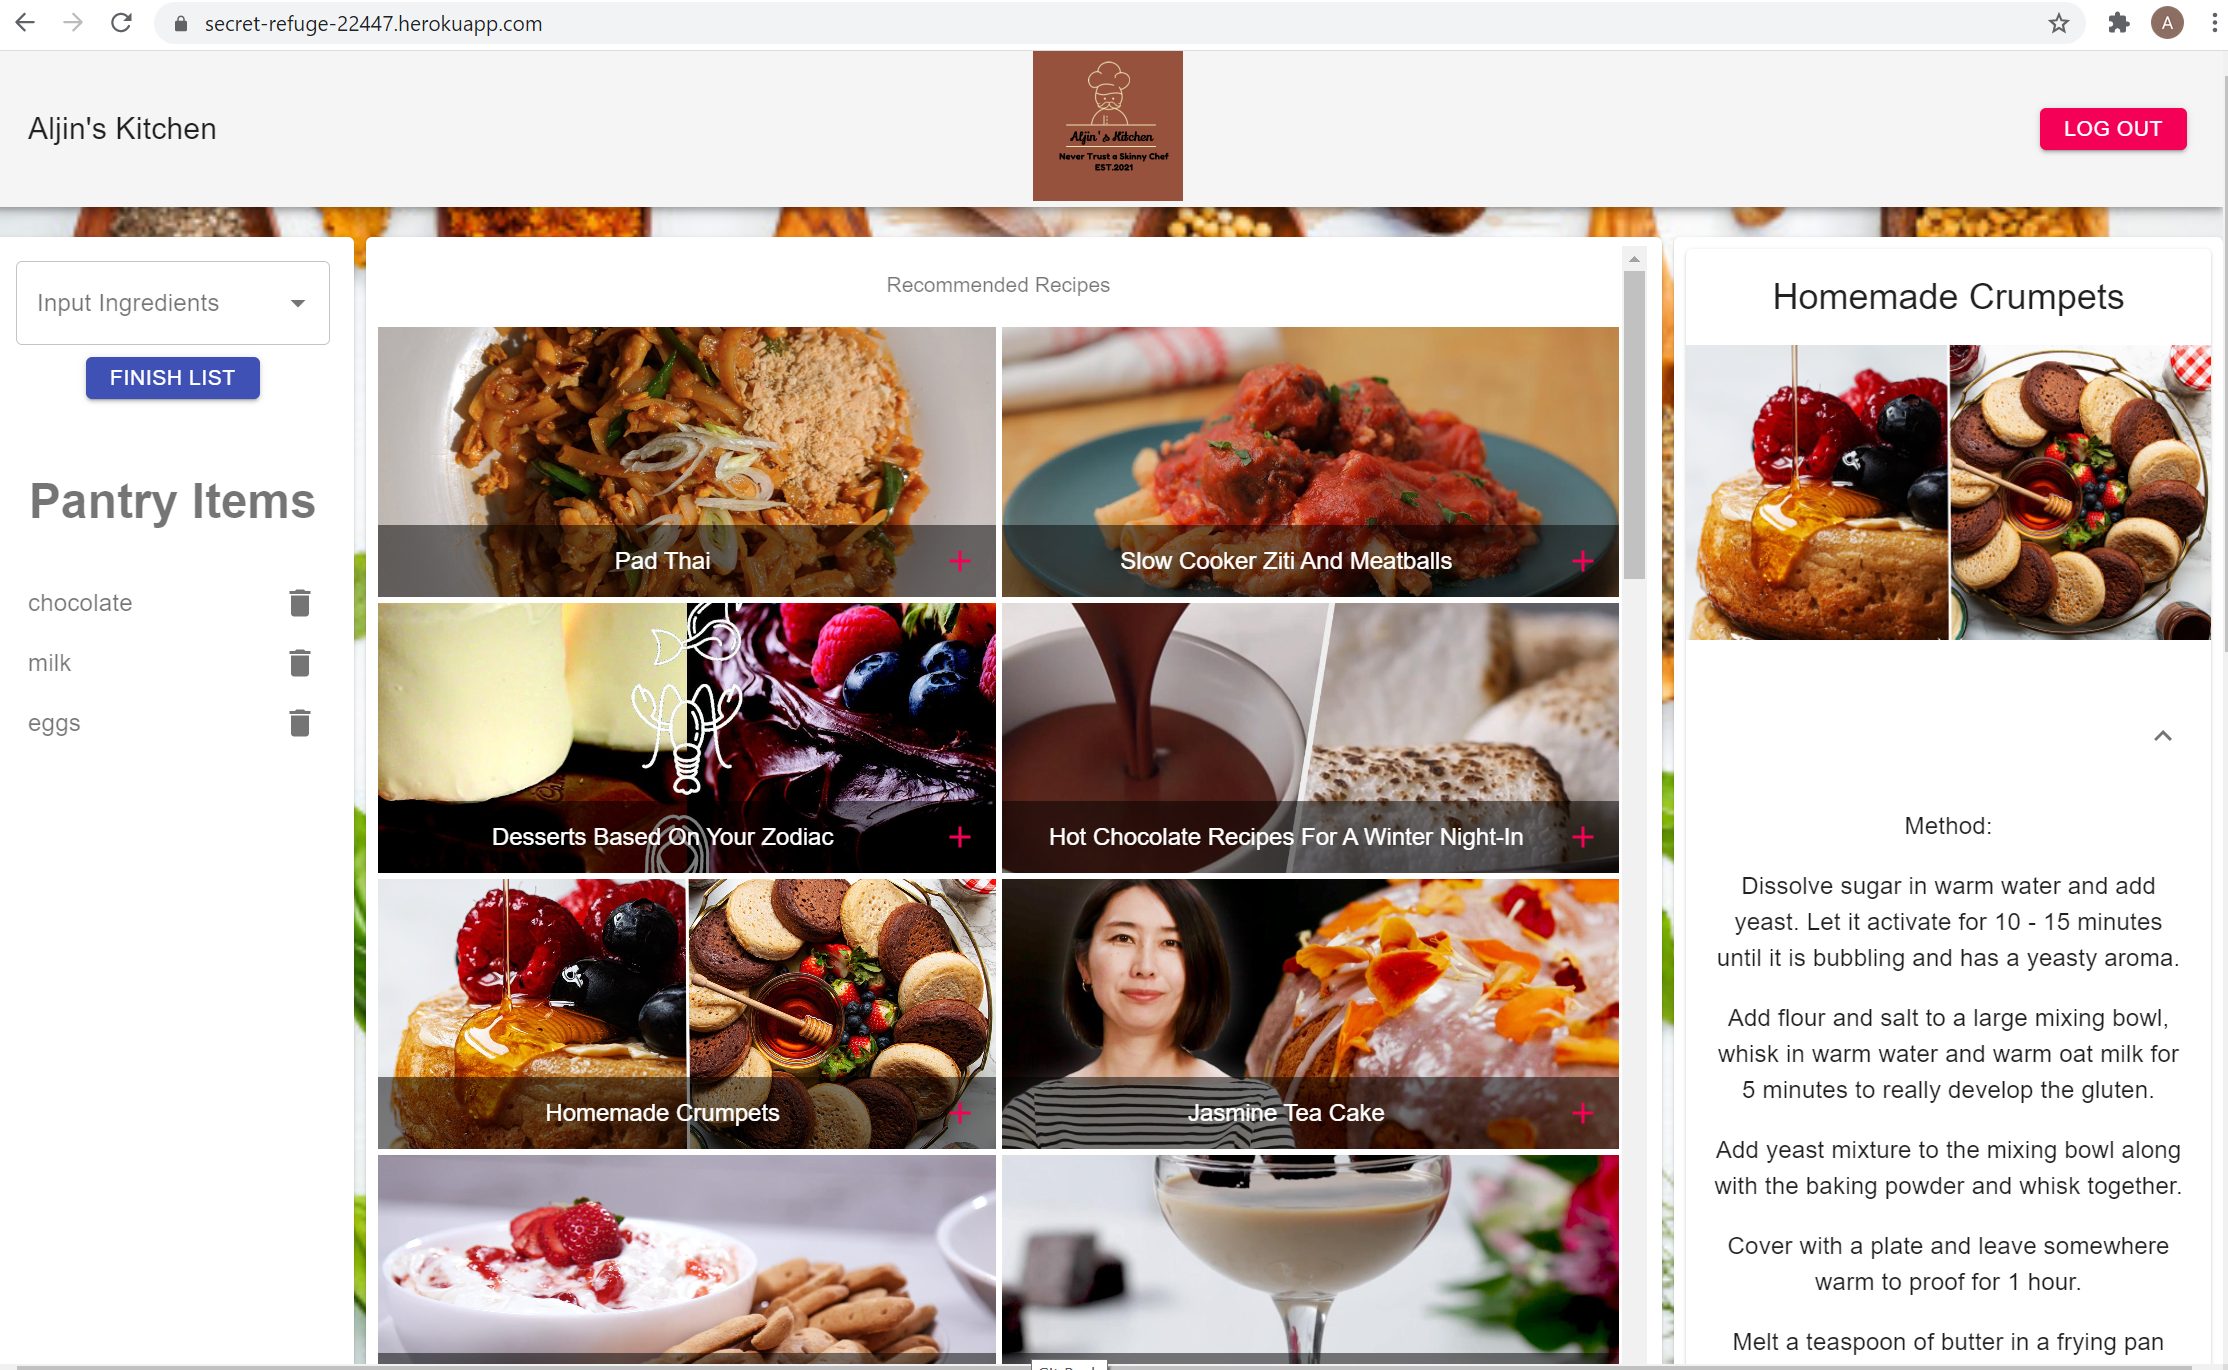 secret-refuge-22447.herokuapp.com
A
Aljin's Kitchen
Aljin's Kitchen
Never Trust a Skinny Chef
EST.2021
LOG OUT
Input Ingredients
FINISH LIST
Pantry Items
chocolate
milk
eggs
Recommended Recipes
Pad Thai
Slow Cooker Ziti And Meatballs
Desserts Based On Your Zodiac
Hot Chocolate Recipes For A Winter Night-In
Homemade Crumpets
Jasmine Tea Cake
Homemade Crumpets
Method:
Dissolve sugar in warm water and add
yeast. Let it activate for 10 - 15 minutes
until it is bubbling and has a yeasty aroma.
Add flour and salt to a large mixing bowl,
whisk in warm water and warm oat milk for
5 minutes to really develop the gluten.
Add yeast mixture to the mixing bowl along
with the baking powder and whisk together.
Cover with a plate and leave somewhere
warm to proof for 1 hour.
Melt a teaspoon of butter in a frying pan